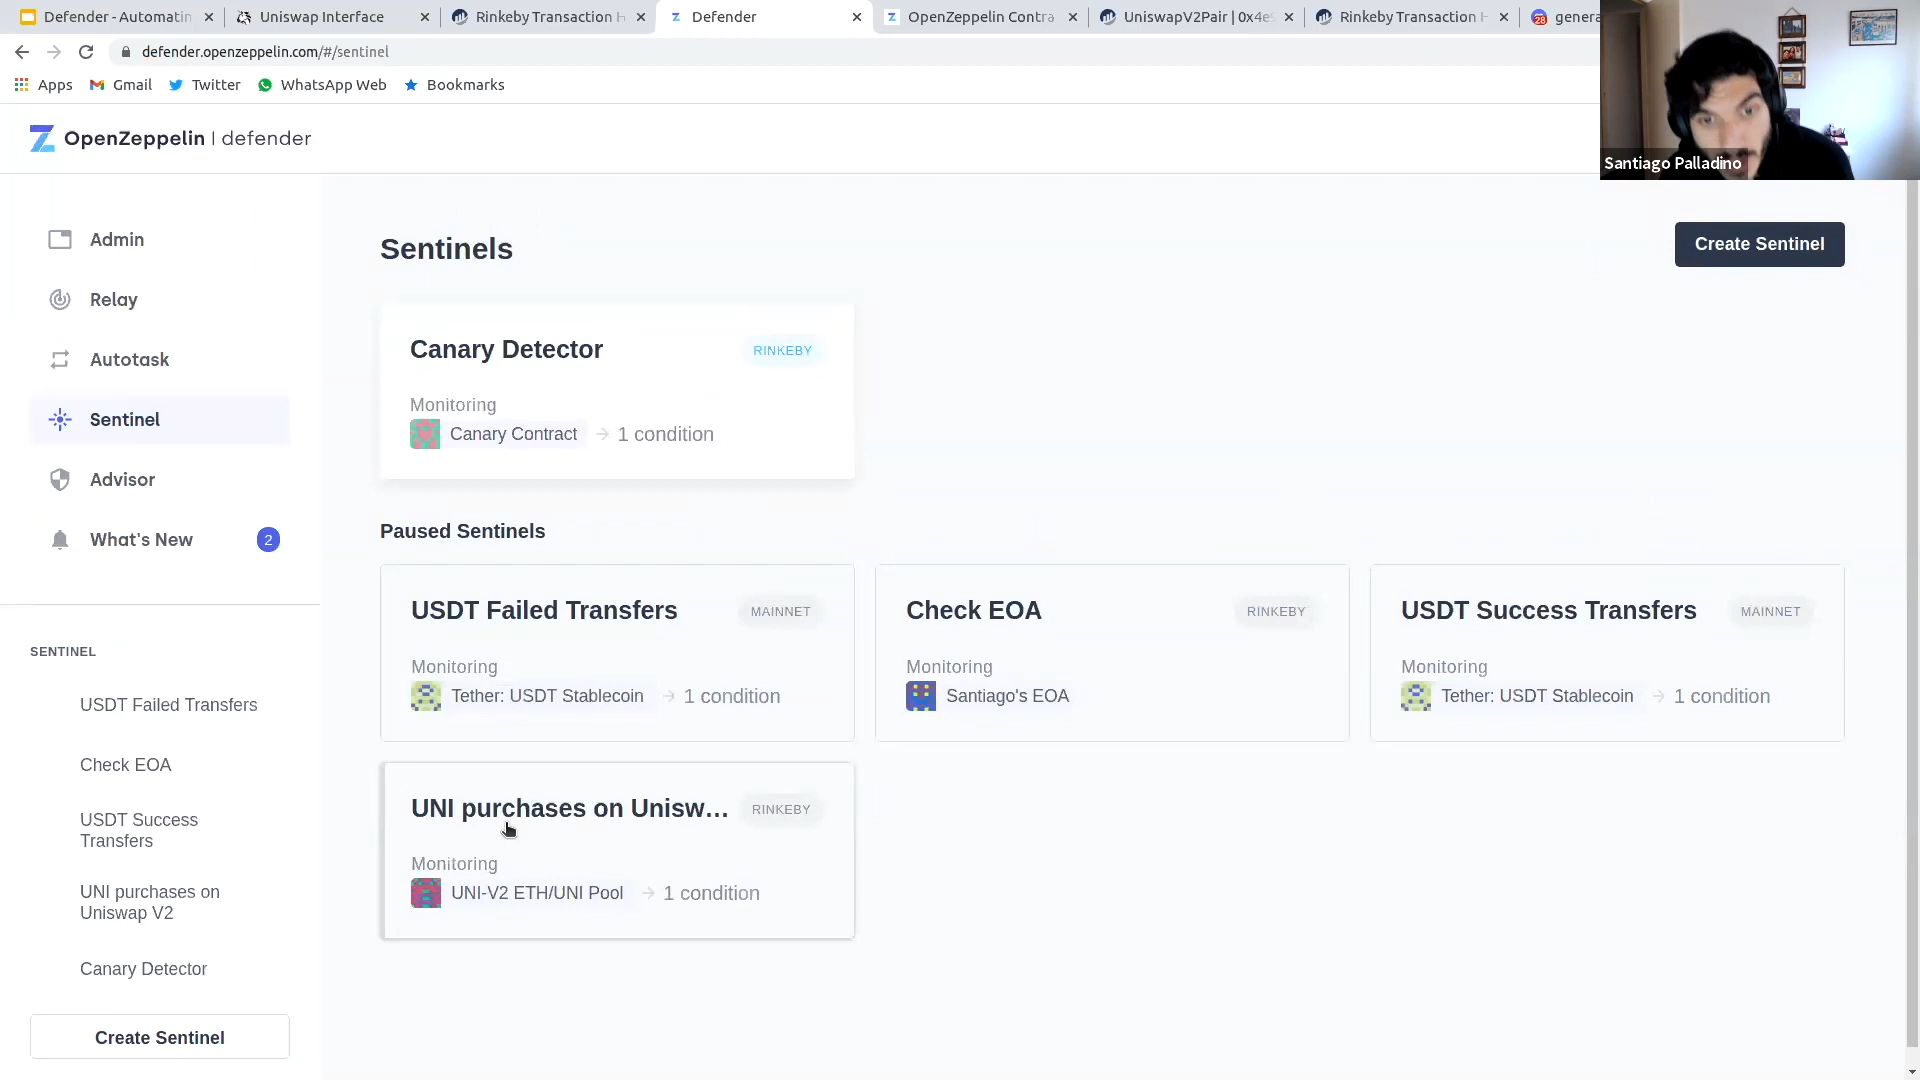 Defender - Automatin
Uniswap Interface
Rinkeby Transaction H
Defender
OpenZeppelin Contra
UniswapV2Pair | 0x4e
Rinkeby Transaction H
28
genera
defender.openzeppelin.com/#/sentinel
Apps
Gmail
Twitter
WhatsApp Web
Bookmarks
Santiago Palladino
OpenZeppelin | defender
Admin
Relay
Autotask
Sentinel
Advisor
What's New
2
SENTINEL
USDT Failed Transfers
Check EOA
USDT Success
Transfers
UNI purchases on
Uniswap V2
Canary Detector
Create Sentinel
Sentinels
Create Sentinel
Canary Detector
RINKEBY
Monitoring
Canary Contract → 1 condition
Paused Sentinels
USDT Failed Transfers
MAINNET
Monitoring
Tether: USDT Stablecoin → 1 condition
Check EOA
RINKEBY
Monitoring
Santiago's EOA
USDT Success Transfers
MAINNET
Monitoring
Tether: USDT Stablecoin → 1 condition
UNI purchases on Unisw...
RINKEBY
Monitoring
UNI-V2 ETH/UNI Pool → 1 condition